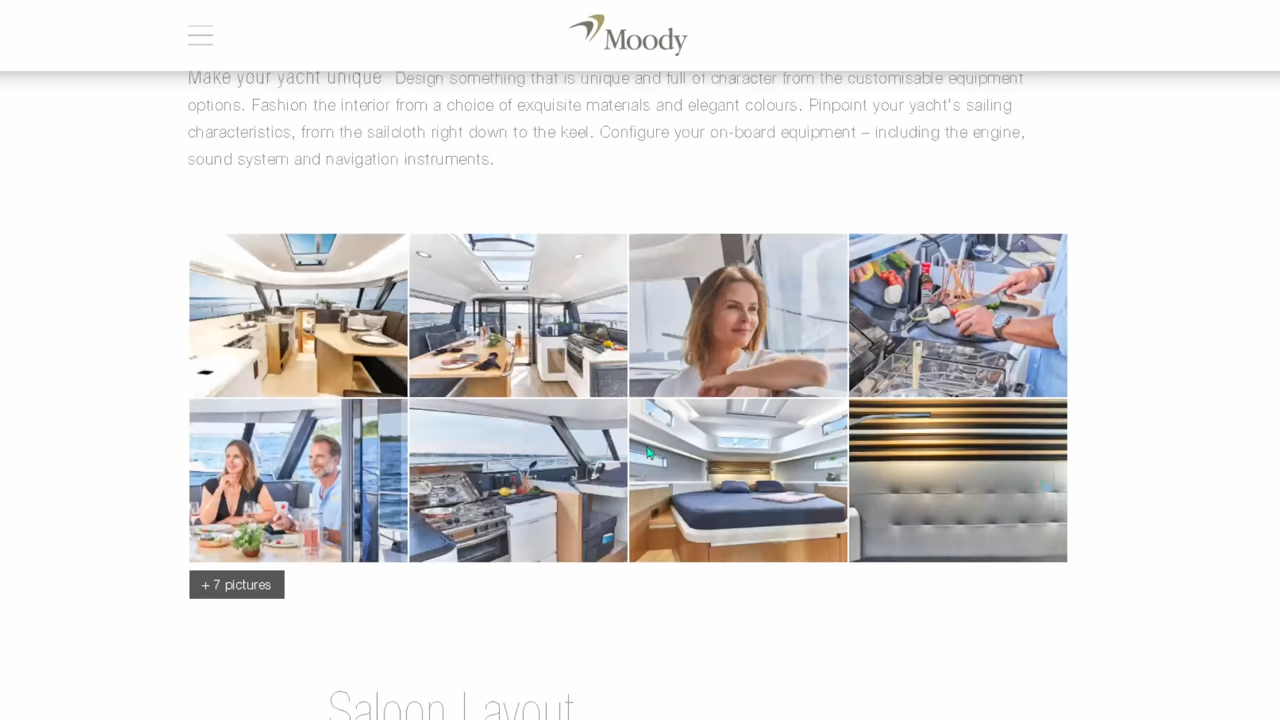 Moody
Make your yacht unique Design something that is unique and full of character from the customisable equipment
options. Fashion the interior from a choice of exquisite materials and elegant colours. Pinpoint your yacht's sailing
characteristics, from the sailcloth right down to the keel. Configure your on-board equipment – including the engine,
sound system and navigation instruments.
+ 7 pictures
Saloon Layout